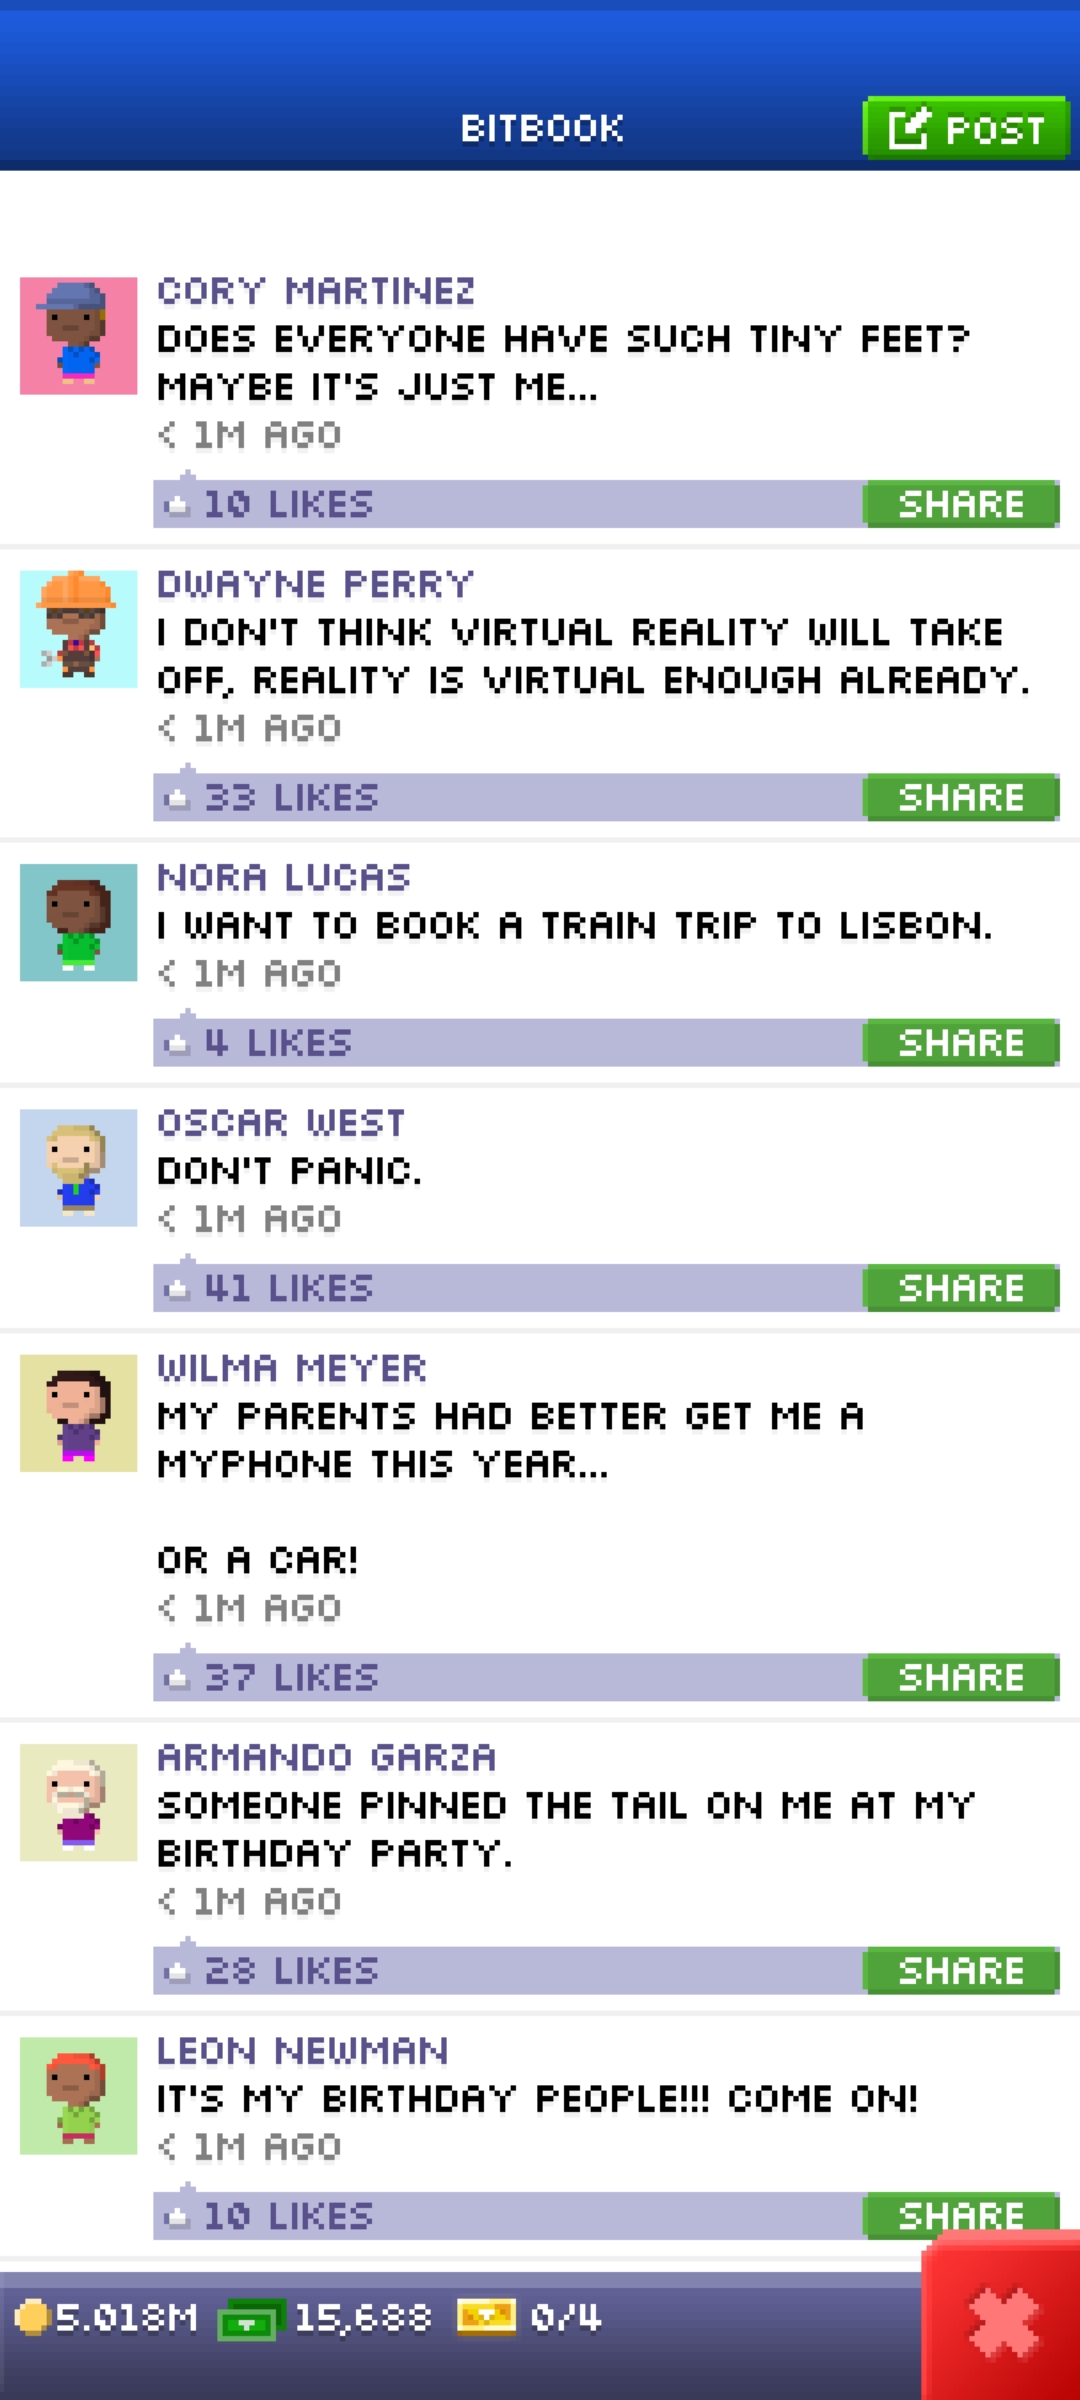 BITBOOK
POST
CORY MARTINEZ
DOES EVERYONE HAVE SUCH TINY FEET?
MAYBE IT'S JUST ME...
< 1M AGO
10 LIKES
SHARE
DWAYNE PERRY
I DON'T THINK VIRTUAL REALITY WILL TAKE
OFF, REALITY IS VIRTUAL ENOUGH ALREADY.
< 1M AGO
33 LIKES
SHARE
NORA LUCAS
I WANT TO BOOK A TRAIN TRIP TO LISBON.
< 1M AGO
4 LIKES
SHARE
OSCAR WEST
DON'T PANIC.
< 1M AGO
41 LIKES
SHARE
WILMA MEYER
MY PARENTS HAD BETTER GET ME A
MYPHONE THIS YEAR...
OR A CAR!
< 1M AGO
37 LIKES
SHARE
ARMANDO GARZA
SOMEONE PINNED THE TAIL ON ME AT MY
BIRTHDAY PARTY.
< 1M AGO
28 LIKES
SHARE
LEON NEWMAN
IT'S MY BIRTHDAY PEOPLE!!! COME ON!
< 1M AGO
10 LIKES
SHARE
5.018M 15,688 0/4